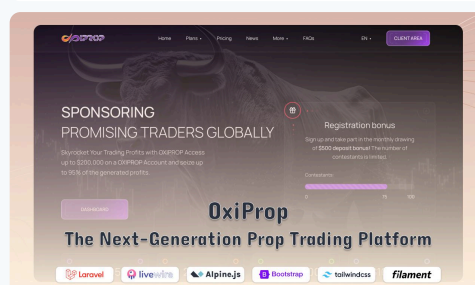 OXIPROP
Home Plans Pricing News More FAQs EN CLIENT AREA
SPONSORING
PROMISING TRADERS GLOBALLY
Skyrocket Your Trading Profits with OXIPROP Access
up to $200,000 on a OXIPROP Account and seize up
to 95% of the generated profits.
DASHBOARD
Registration bonus
Sign up and take part in the monthly drawing
of $500 deposit bonus! The number of
contestants is limited.
Contestants:
0 75 100
OxiProp
The Next-Generation Prop Trading Platform
Laravel livewire Alpine.js Bootstrap tailwindcss filament